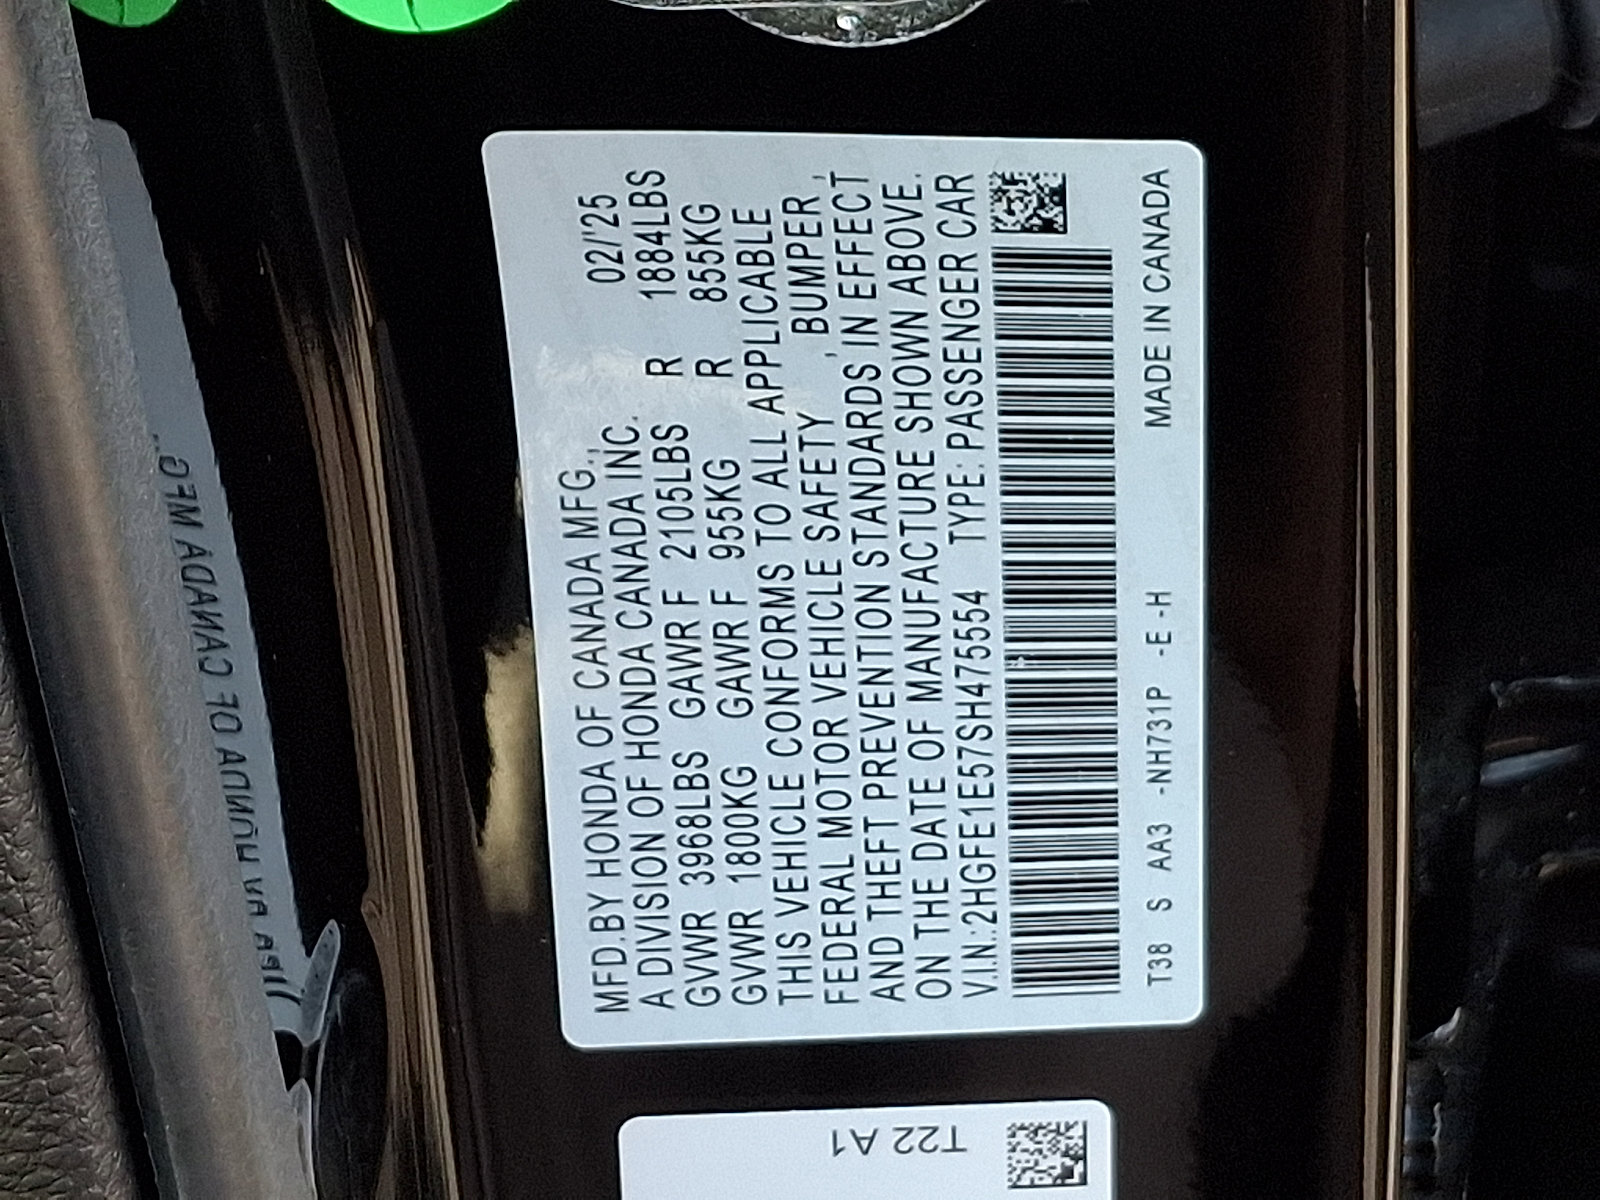 MFD.BY HONDA OF CANADA MFG., 02/'25
A DIVISION OF HONDA CANADA INC.
GVWR 3968LBS GAWR F 2105LBS R 1884LBS
GVWR 1800KG GAWR F 955KG R 855KG
THIS VEHICLE CONFORMS TO ALL APPLICABLE
FEDERAL MOTOR VEHICLE SAFETY , BUMPER ,
AND THEFT PREVENTION STANDARDS IN EFFECT
ON THE DATE OF MANUFACTURE SHOWN ABOVE.
V.I.N.:2HGFE1E57SH475554 TYPE: PASSENGER CAR
T38 S AA3 -NH731P -E -H MADE IN CANADA
T22 A1